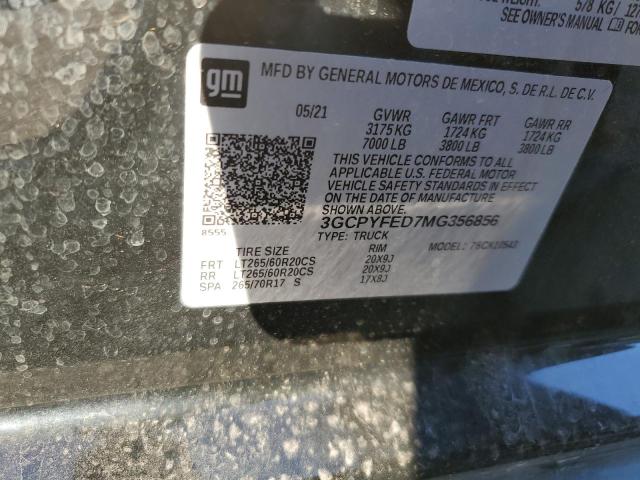 5/8 KG / 12
SEE OWNER'S MANUAL FOR
gm
MFD BY GENERAL MOTORS DE MEXICO, S. DE R.L. DE C.V.
05/21 GVWR GAWR FRT GAWR RR
3175 KG 1724 KG 1724 KG
7000 LB 3800 LB 3800 LB
THIS VEHICLE CONFORMS TO ALL
APPLICABLE U.S. FEDERAL MOTOR
VEHICLE SAFETY STANDARDS IN EFFECT
ON THE DATE OF MANUFACTURE
SHOWN ABOVE.
3GCPYFED7MG356856
8555 TYPE: TRUCK
MODEL:
TIRE SIZE RIM
FRT LT265/60R20CS 20X9J
RR LT265/60R20CS 20X9J
SPA 265/70R17 S 17X8J